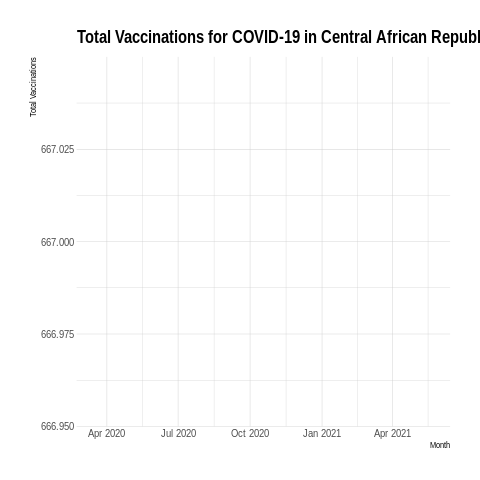 Total Vaccinations for COVID-19 in Central African Republ
Total Vaccinations
667.025
667.000
666.975
666.950
Apr 2020 Jul 2020 Oct 2020 Jan 2021 Apr 2021
Month